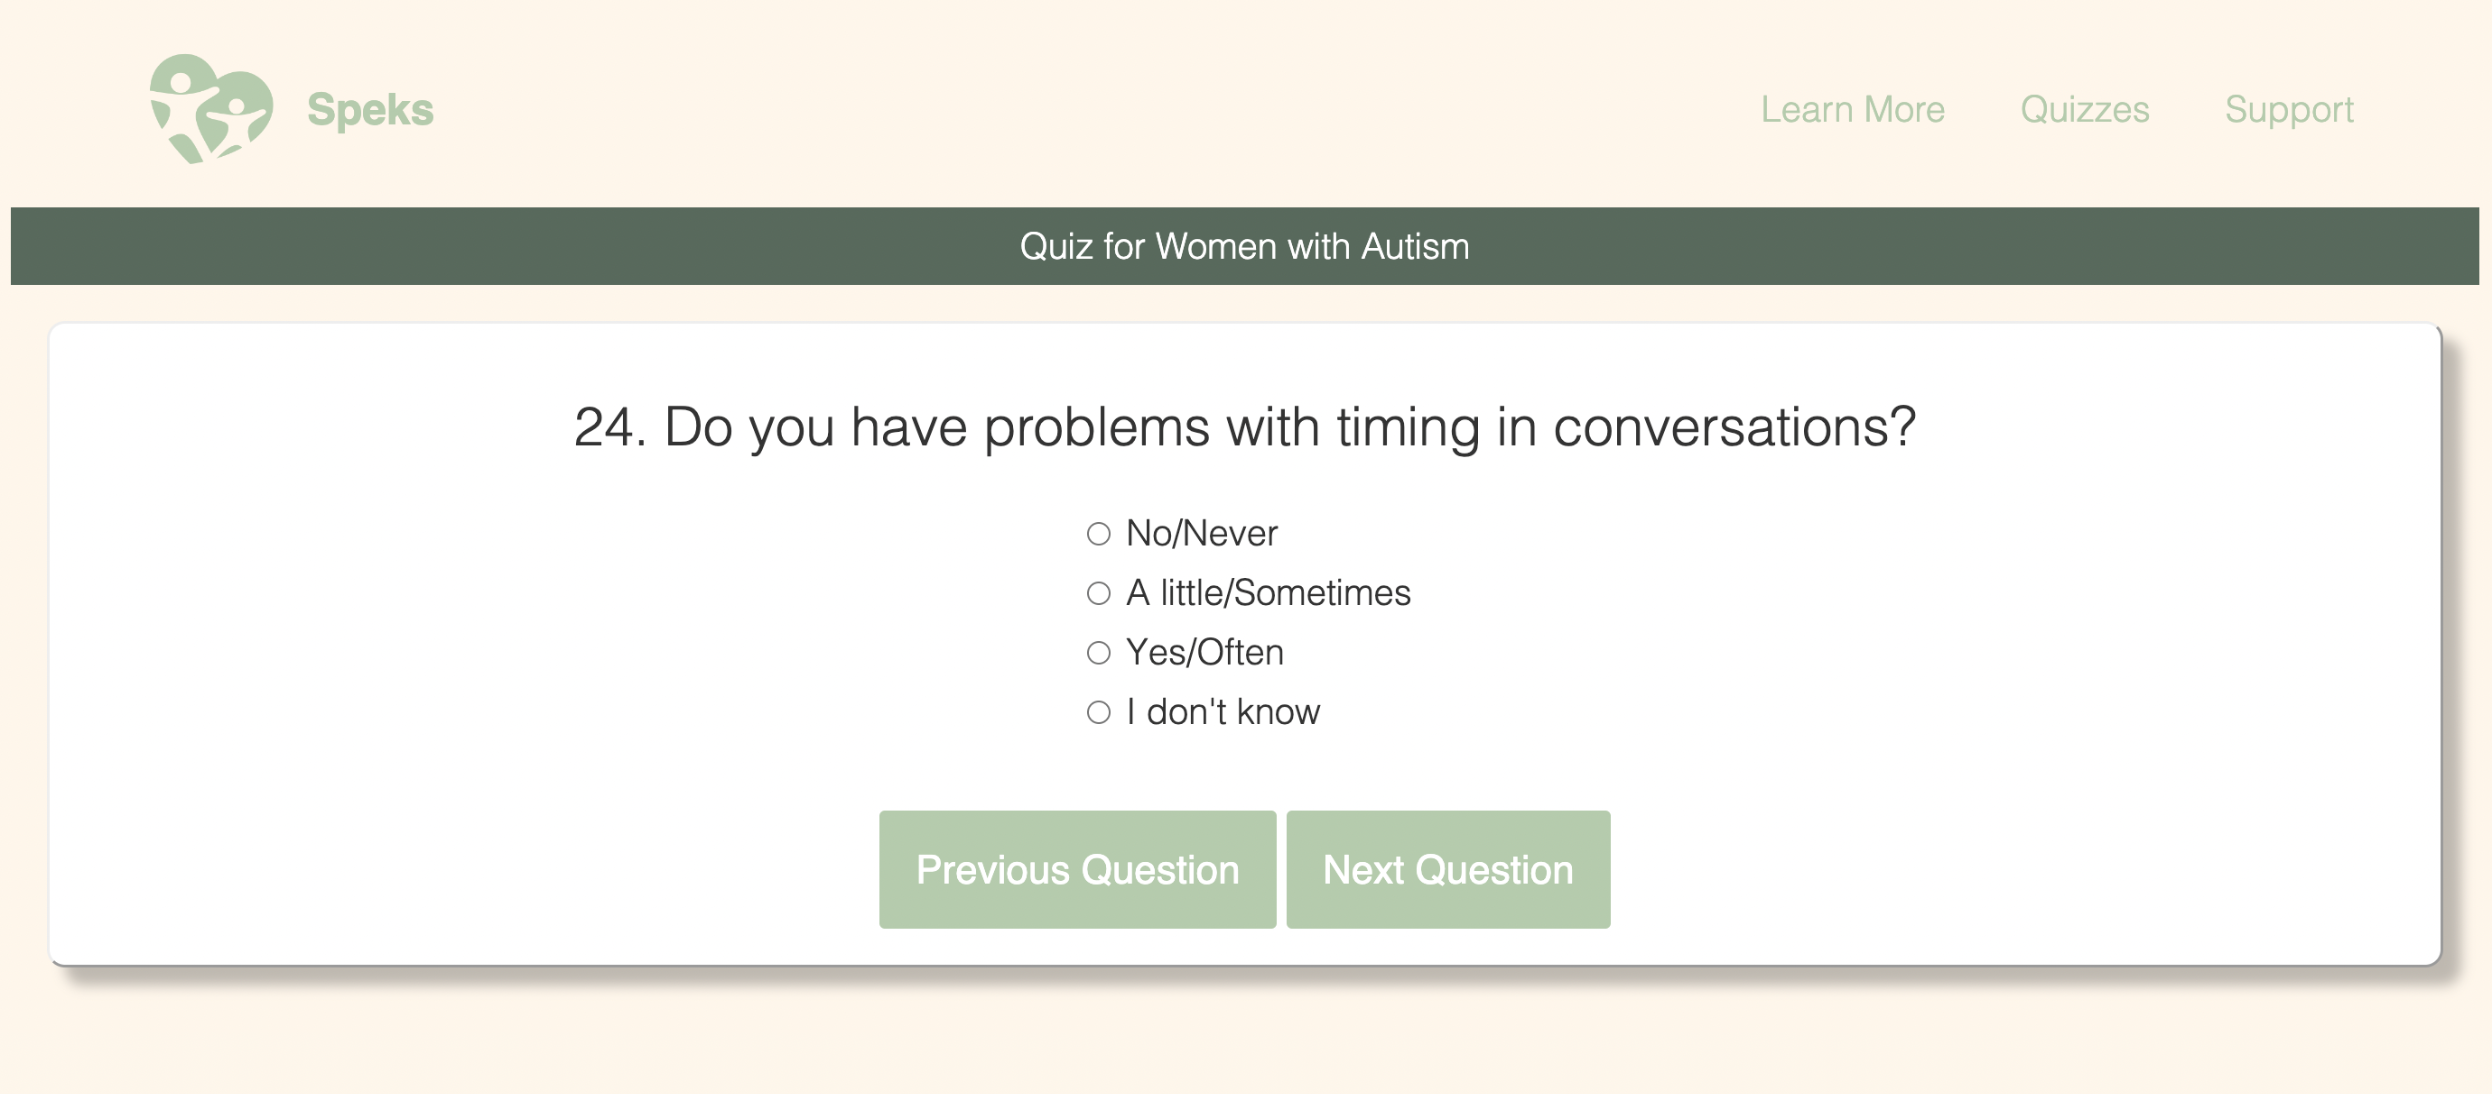 Speks
Learn More
Quizzes
Support
Quiz for Women with Autism
24. Do you have problems with timing in conversations?
No/Never
A little/Sometimes
Yes/Often
I don't know
Previous Question
Next Question